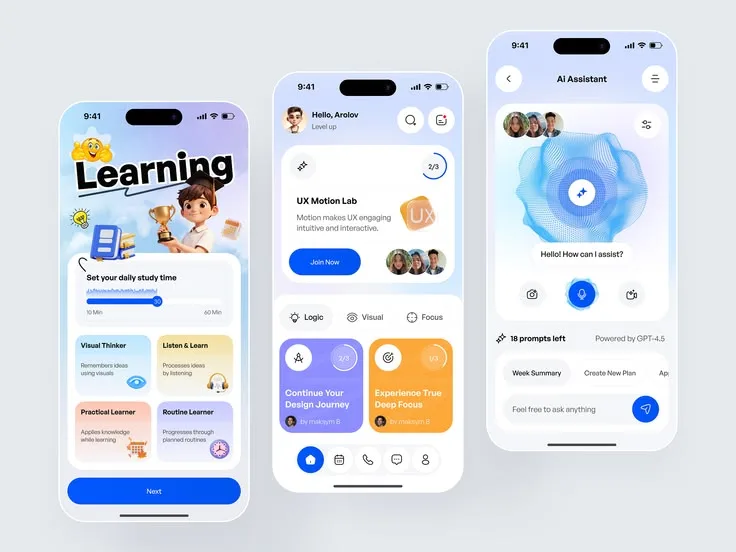 9:41
Learning
Set your daily study time
30
10 Min
60 Min
Visual Thinker
Remembers ideas
using visuals
Listen & Learn
Processes ideas
by listening
Practical Learner
Applies knowledge
while learning
Routine Learner
Progresses through
planned routines
Next
9:41
Hello, Arolov
Level up
2/3
UX Motion Lab
Motion makes UX engaging
intuitive and interactive.
UX
Join Now
Logic
Visual
Focus
2/3
Continue Your
Design Journey
by maksym B
1/3
Experience True
Deep Focus
by maksym B
9:41
Ai Assistant
Hello! How can I assist?
18 prompts left
Powered by GPT-4.5
Week Summary
Create New Plan
Ap
Feel free to ask anything